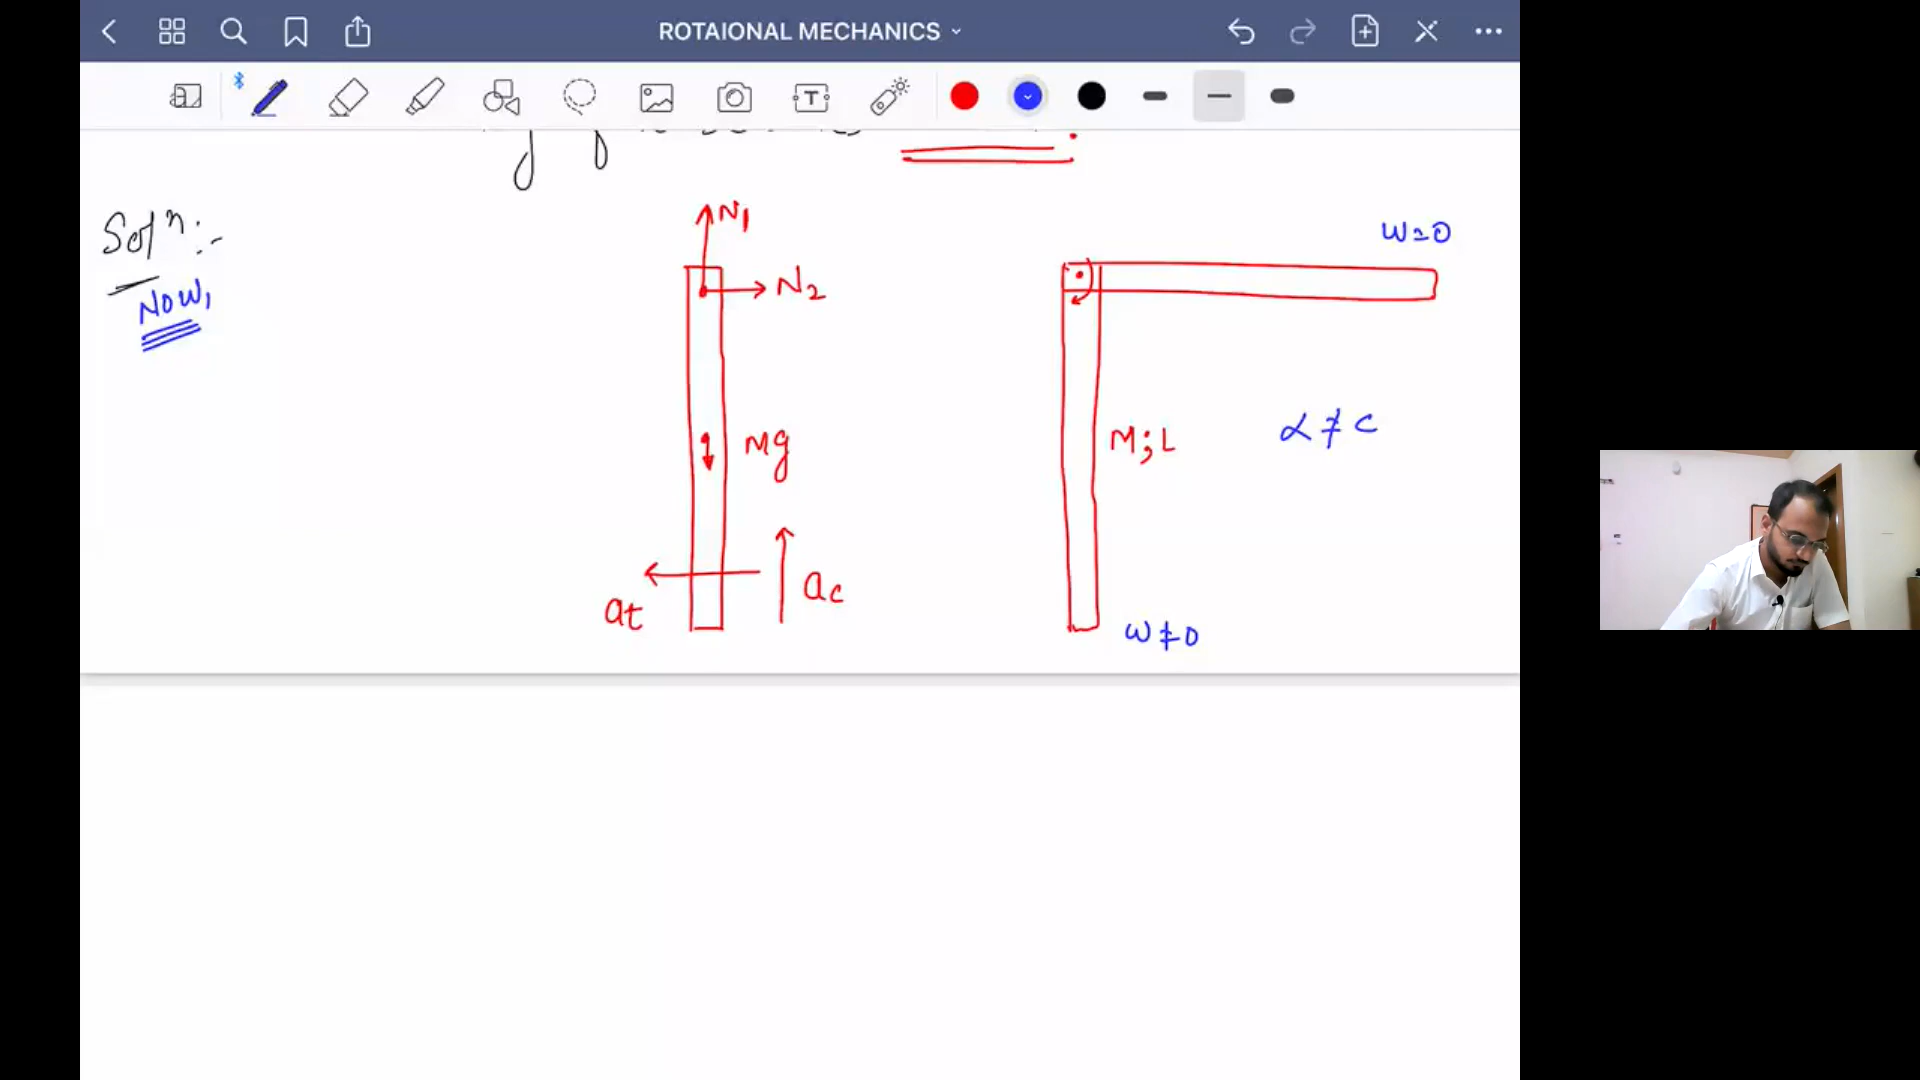 ROTAIONAL MECHANICS
Solⁿ:-
Now,
N₁
N₂
Mg
at
ac
W=0
M;L
α ≠ c
W≠0